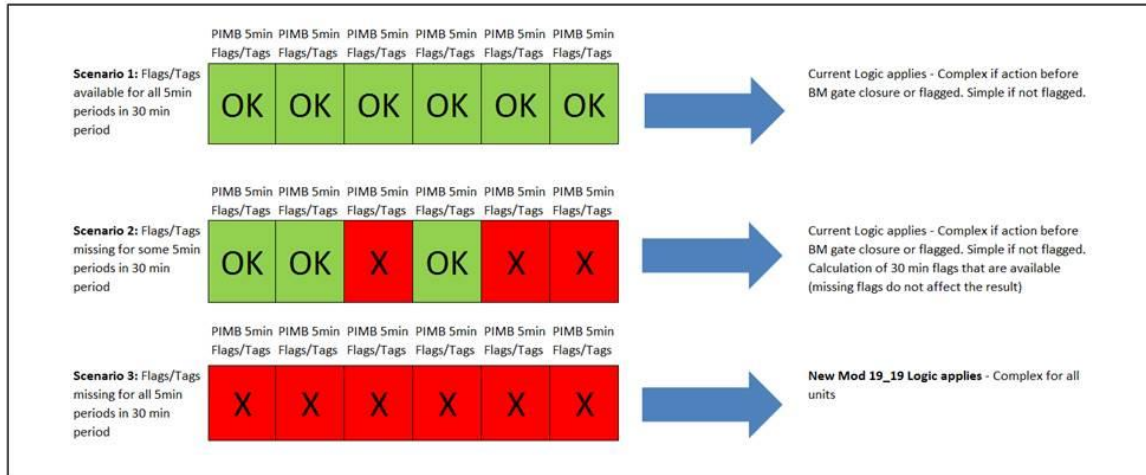 PIMB 5min PIMB 5min PIMB 5min PIMB 5min PIMB 5min PIMB 5min
Flags/Tags Flags/Tags Flags/Tags Flags/Tags Flags/Tags Flags/Tags
Scenario 1: Flags/Tags
available for all 5min
periods in 30 min
period
OK OK OK OK OK OK
Current Logic applies - Complex if action before
BM gate closure or flagged. Simple if not flagged.
PIMB 5min PIMB 5min PIMB 5min PIMB 5min PIMB 5min PIMB 5min
Flags/Tags Flags/Tags Flags/Tags Flags/Tags Flags/Tags Flags/Tags
Scenario 2: Flags/Tags
missing for some 5min
periods in 30 min
period
OK OK X OK X X
Current Logic applies - Complex if action before
BM gate closure or flagged. Simple if not flagged.
Calculation of 30 min flags that are available
(missing flags do not affect the result)
PIMB 5min PIMB 5min PIMB 5min PIMB 5min PIMB 5min PIMB 5min
Flags/Tags Flags/Tags Flags/Tags Flags/Tags Flags/Tags Flags/Tags
Scenario 3: Flags/Tags
missing for all 5min
periods in 30 min
period
X X X X X X
New Mod 19_19 Logic applies - Complex for all
units